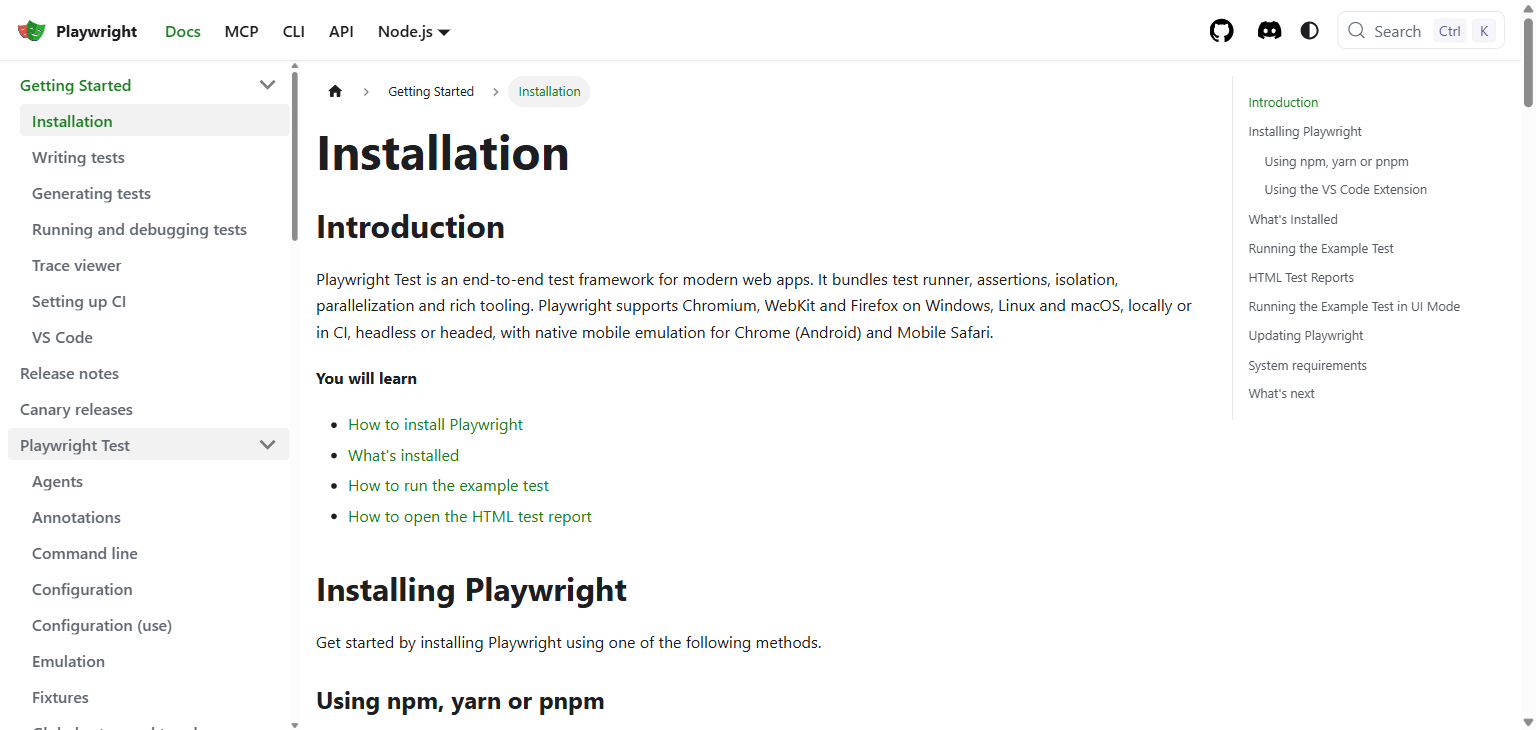 Playwright
Docs
MCP
CLI
API
Node.js
Search
Ctrl
K
Getting Started
Installation
Writing tests
Generating tests
Running and debugging tests
Trace viewer
Setting up CI
VS Code
Release notes
Canary releases
Playwright Test
Agents
Annotations
Command line
Configuration
Configuration (use)
Emulation
Fixtures
Getting Started
Installation
Installation
Introduction
Playwright Test is an end-to-end test framework for modern web apps. It bundles test runner, assertions, isolation,
parallelization and rich tooling. Playwright supports Chromium, WebKit and Firefox on Windows, Linux and macOS, locally or
in CI, headless or headed, with native mobile emulation for Chrome (Android) and Mobile Safari.
You will learn
How to install Playwright
What's installed
How to run the example test
How to open the HTML test report
Installing Playwright
Get started by installing Playwright using one of the following methods.
Using npm, yarn or pnpm
Introduction
Installing Playwright
Using npm, yarn or pnpm
Using the VS Code Extension
What's Installed
Running the Example Test
HTML Test Reports
Running the Example Test in UI Mode
Updating Playwright
System requirements
What's next